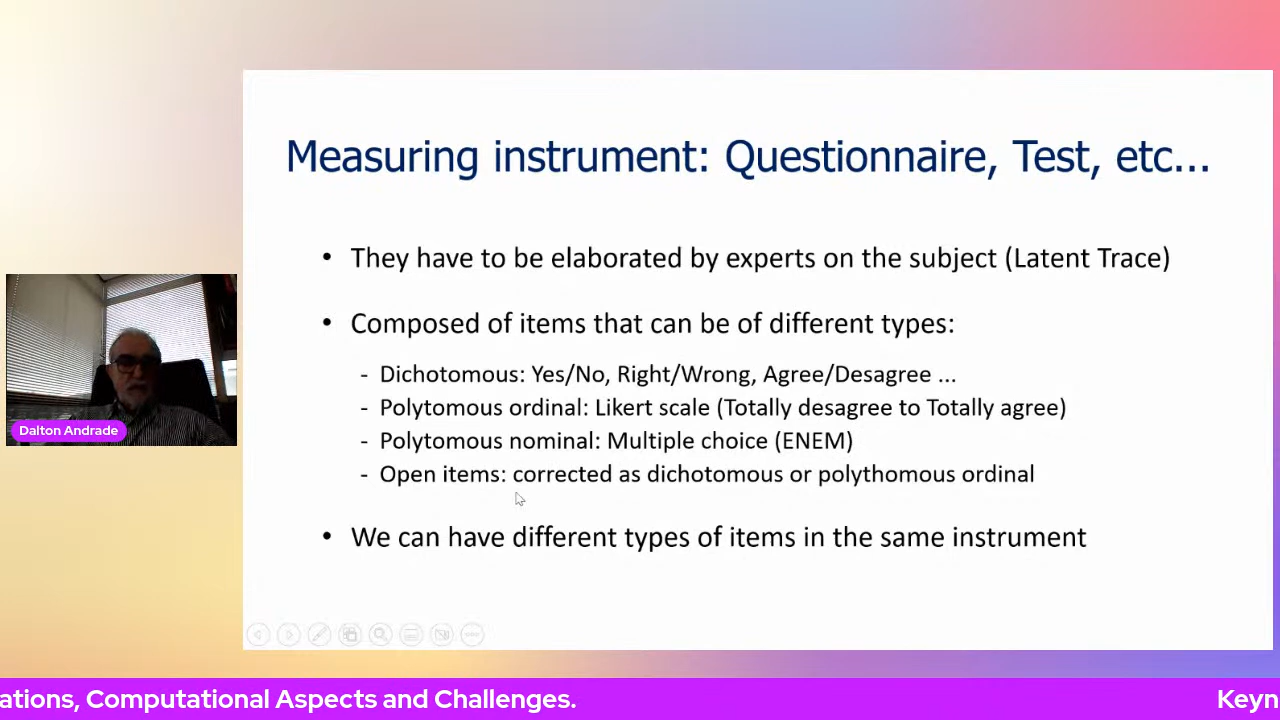 Measuring instrument: Questionnaire, Test, etc...
• They have to be elaborated by experts on the subject (Latent Trace)
• Composed of items that can be of different types:
- Dichotomous: Yes/No, Right/Wrong, Agree/Desagree ...
- Polytomous ordinal: Likert scale (Totally desagree to Totally agree)
- Polytomous nominal: Multiple choice (ENEM)
- Open items: corrected as dichotomous or polythomous ordinal
• We can have different types of items in the same instrument
Dalton Andrade
ations, Computational Aspects and Challenges. Keyn